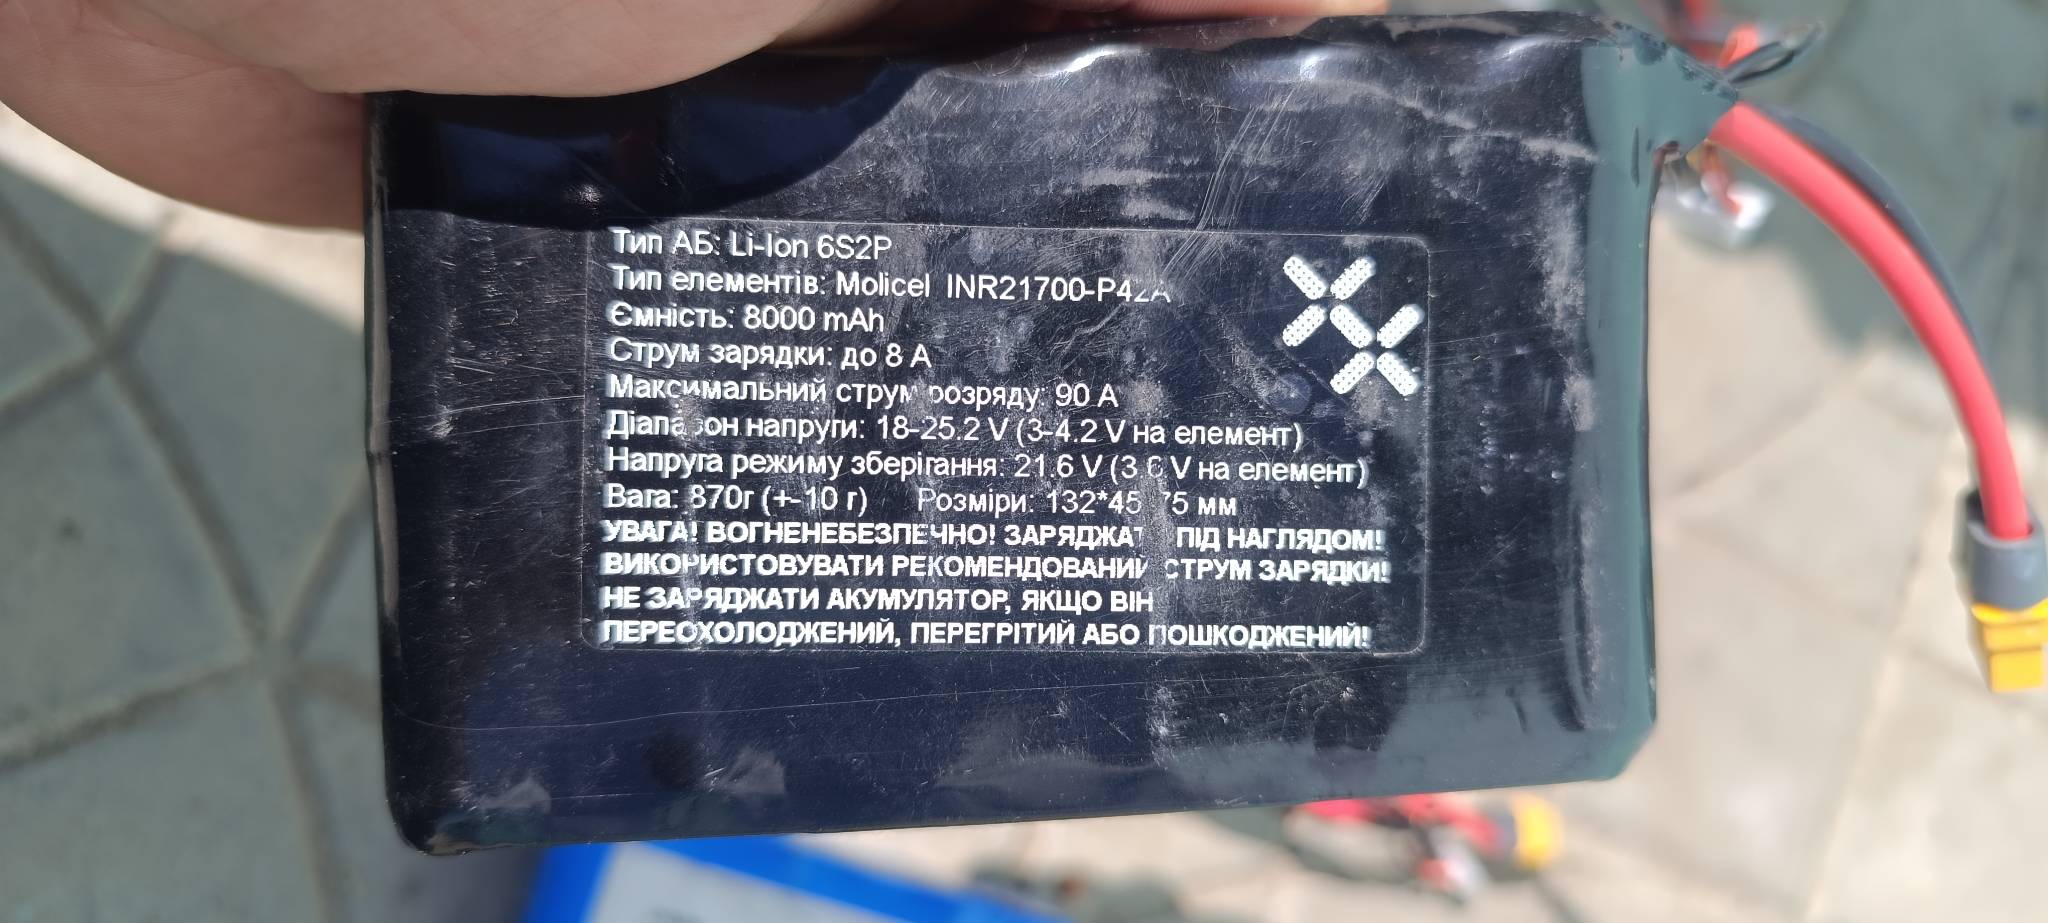 Тип АБ: Li-Ion 6S2P
Тип елементів: Molicel INR21700-P42A
Ємність: 8000 mAh
Струм зарядки: до 8 А
Максимальний струм розряду: 90 А
Діапазон напруги: 18-25.2 V (3-4.2 V на елемент)
Напруга режиму зберігання: 21.6 V (3.6 V на елемент)
Вага: 870г (+-10 г) Розміри: 132*45*75 мм
УВАГА! ВОГНЕНЕБЕЗПЕЧНО! ЗАРЯДЖАТИ ПІД НАГЛЯДОМ!
ВИКОРИСТОВУВАТИ РЕКОМЕНДОВАНИЙ СТРУМ ЗАРЯДКИ!
НЕ ЗАРЯДЖАТИ АКУМУЛЯТОР, ЯКЩО ВІН
ПЕРЕОХОЛОДЖЕНИЙ, ПЕРЕГРІТИЙ АБО ПОШКОДЖЕНИЙ!